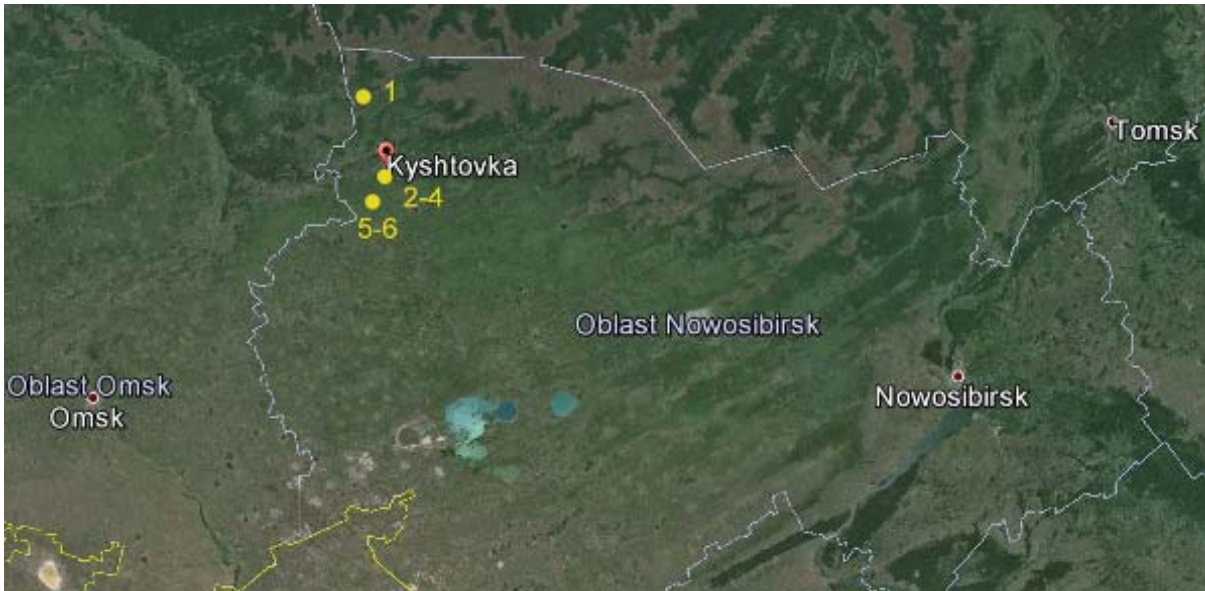 1
Tomsk
Kyshtovka
2-4
5-6
Oblast Nowosibirsk
Oblast Omsk
Omsk
Nowosibirsk